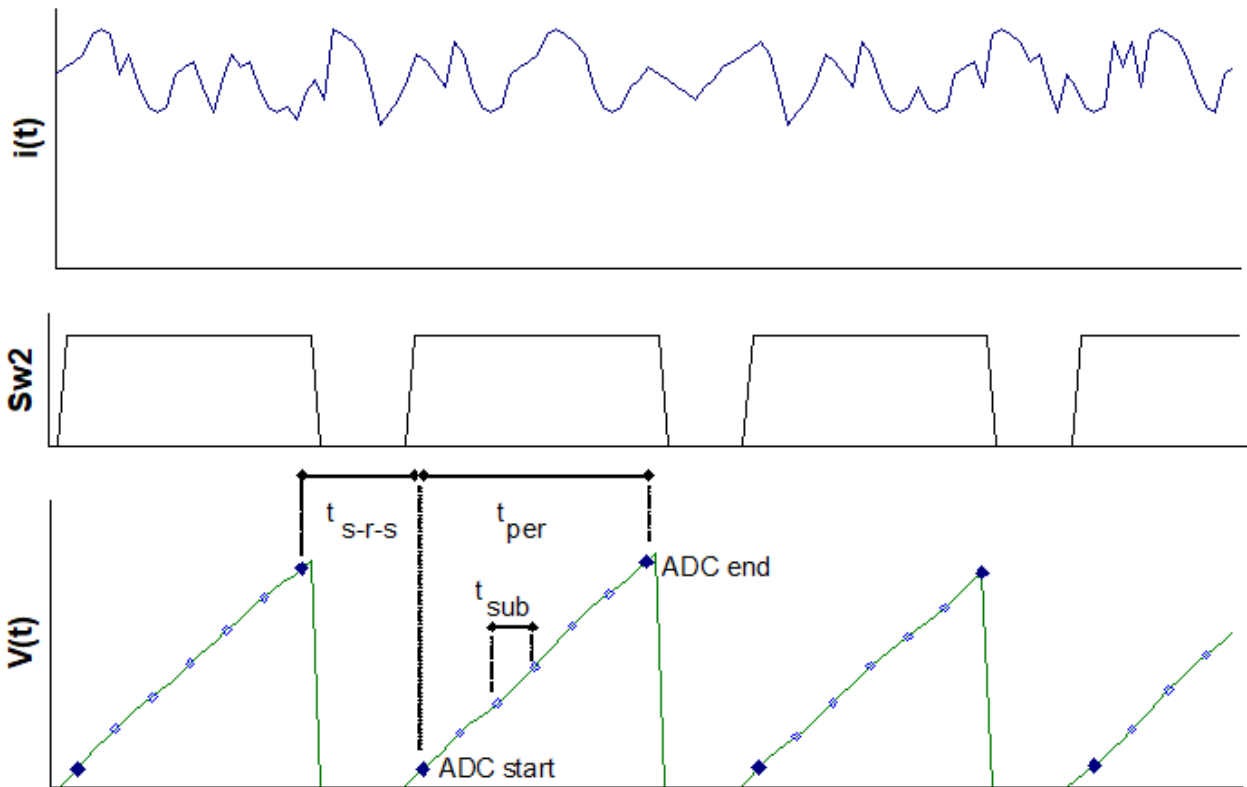 i(t)
Sw2
V(t)
t s-r-s
t per
t sub
ADC end
ADC start